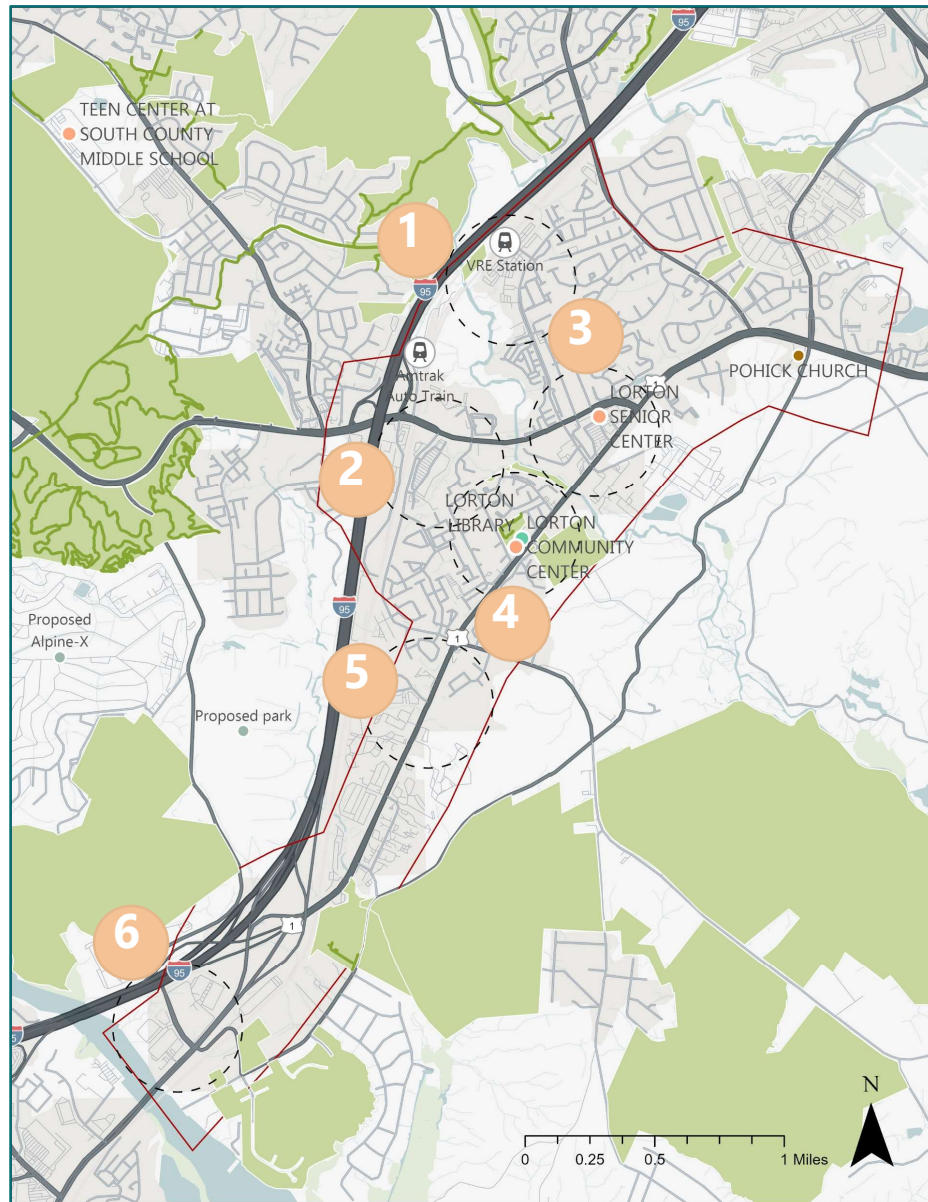 95
TEEN CENTER AT
SOUTH COUNTY
MIDDLE SCHOOL
1
VRE Station
95
3
Amtrak
Auto Train
POHICK CHURCH
1
LORTON
SENIOR
CENTER
2
LORTON
LIBRARY
LORTON
COMMUNITY
CENTER
95
Proposed
Alpine-X
4
1
5
Proposed park
6
1
95
N
0 0.25 0.5 1 Miles